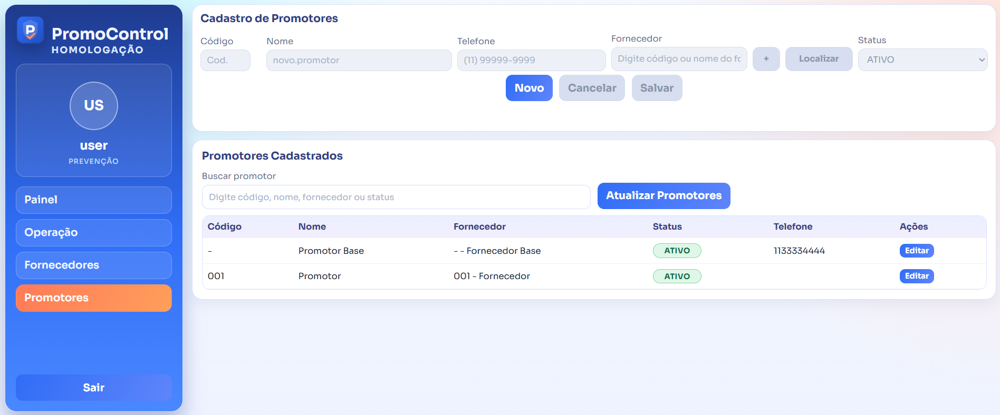 P
PromoControl
HOMOLOGAÇÃO
US
user
PREVENÇÃO
Painel
Operação
Fornecedores
Promotores
Sair
Cadastro de Promotores
Código
Nome
Telefone
Fornecedor
Status
Cod.
novo.promotor
(11) 99999-9999
Digite código ou nome do fc
+
Localizar
ATIVO
Novo
Cancelar
Salvar
Promotores Cadastrados
Buscar promotor
Digite código, nome, fornecedor ou status
Atualizar Promotores
Código Nome Fornecedor Status Telefone Ações
- Promotor Base - - Fornecedor Base ATIVO 1133334444 Editar
001 Promotor 001 - Fornecedor ATIVO Editar